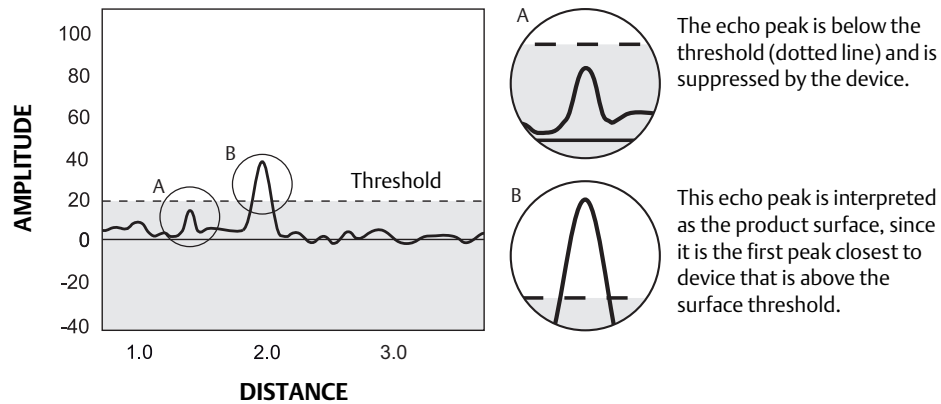 100
80
60
40
20
0
-20
-40
AMPLITUDE
A
B
Threshold
1.0 2.0 3.0
DISTANCE
A
The echo peak is below the
threshold (dotted line) and is
suppressed by the device.
B
This echo peak is interpreted
as the product surface, since
it is the first peak closest to
device that is above the
surface threshold.